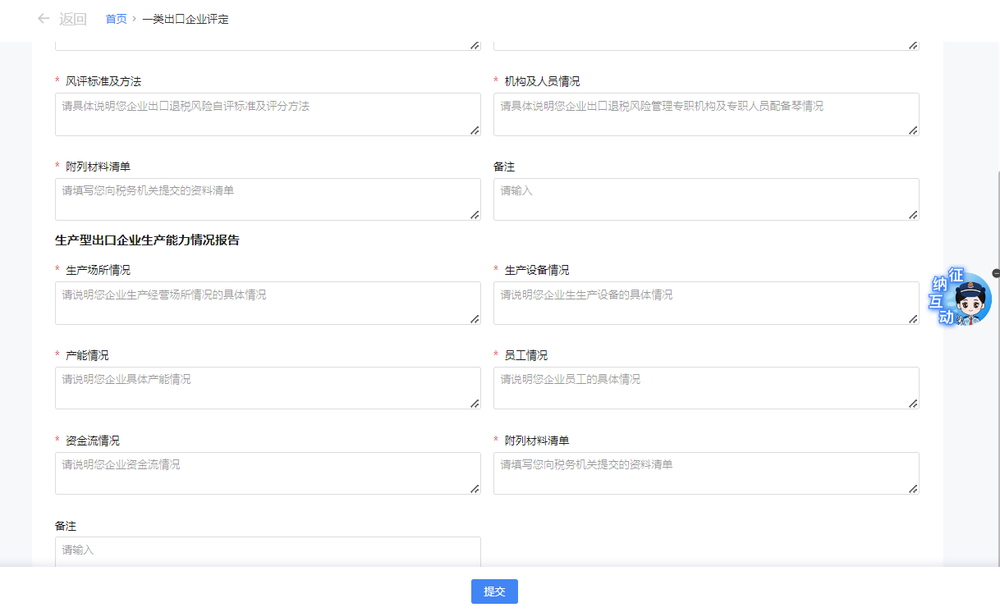 返回 首页 › 一类出口企业评定
* 风评标准及方法
请具体说明您企业出口退税风险自评标准及评分方法
* 机构及人员情况
请具体说明您企业出口退税风险管理专职机构及专职人员配备琴情况
* 附列材料清单
请填写您向税务机关提交的资料清单
备注
请输入
生产型出口企业生产能力情况报告
* 生产场所情况
请说明您企业生产经营场所情况的具体情况
* 生产设备情况
请说明您企业生生产设备的具体情况
* 产能情况
请说明您企业具体产能情况
* 员工情况
请说明您企业员工的具体情况
* 资金流情况
请说明您企业资金流情况
* 附列材料清单
请填写您向税务机关提交的资料清单
备注
请输入
征纳互动
提交